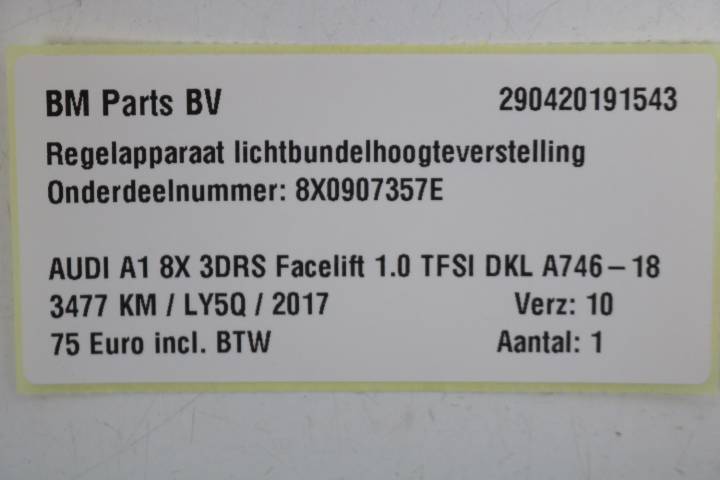 BM Parts BV 290420191543
Regelapparaat lichtbundelhoogteverstelling
Onderdeelnummer: 8X0907357E
AUDI A1 8X 3DRS Facelift 1.0 TFSI DKL A746-18
3477 KM / LY5Q / 2017 Verz: 10
75 Euro incl. BTW Aantal: 1